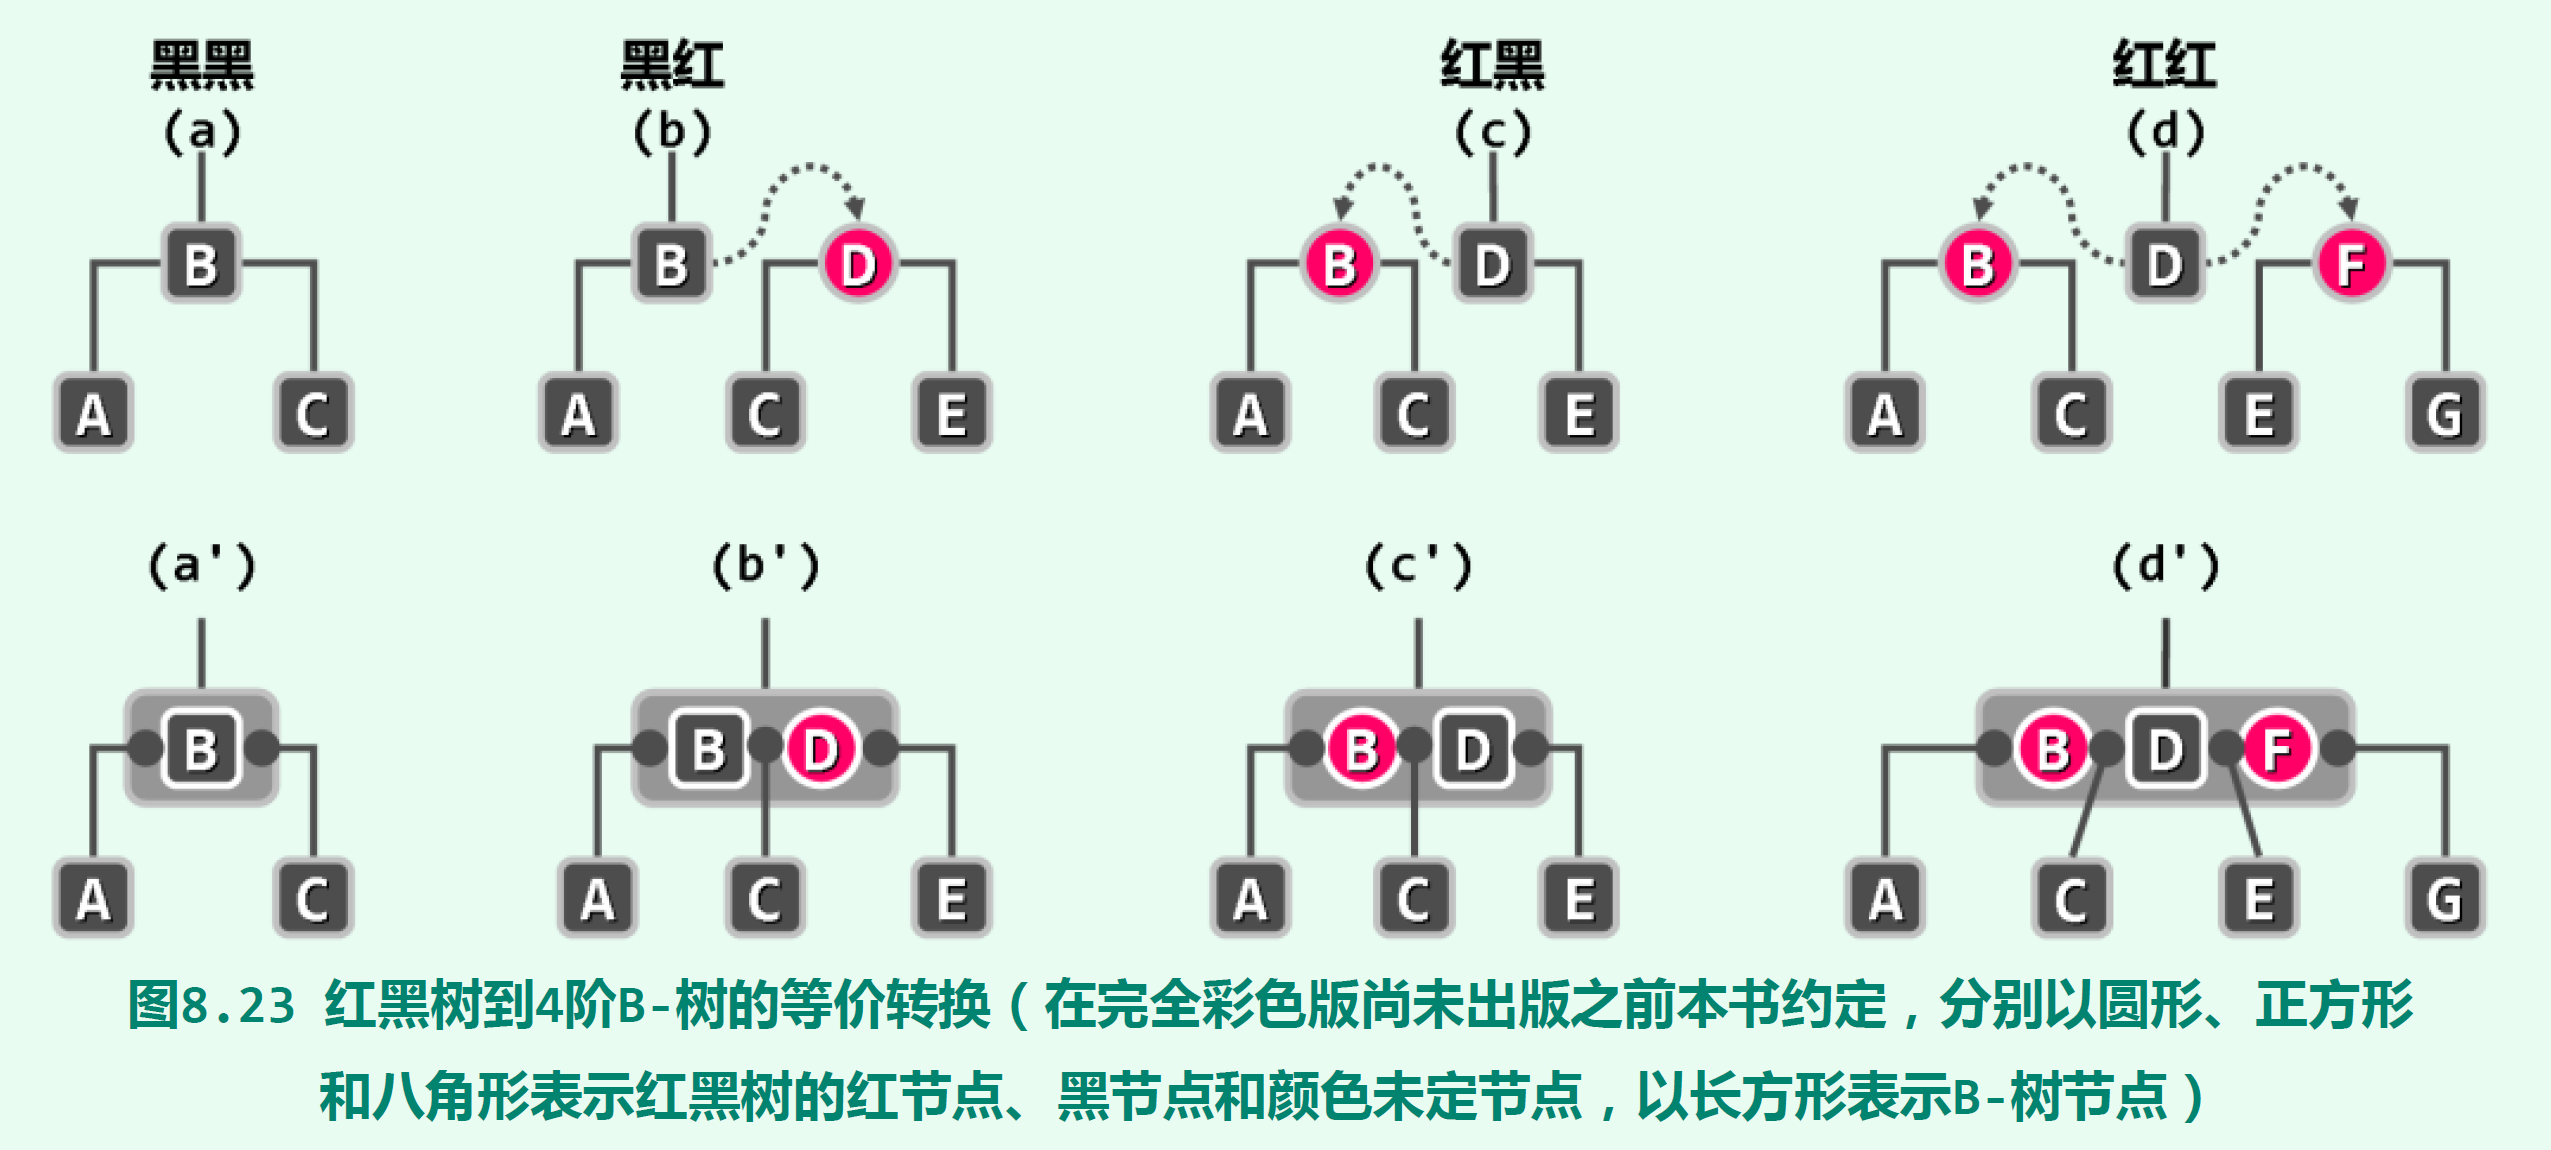 黑黑 黑红 红黑 红红
(a) (b) (c) (d)
B B D B D B D F
A C A C E A C E A C E G
(a') (b') (c') (d')
B B D B D B D F
A C A C E A C E A C E G
图8.23 红黑树到4阶B-树的等价转换（在完全彩色版尚未出版之前本书约定，分别以圆形、正方形
和八角形表示红黑树的红节点、黑节点和颜色未定节点，以长方形表示B-树节点）